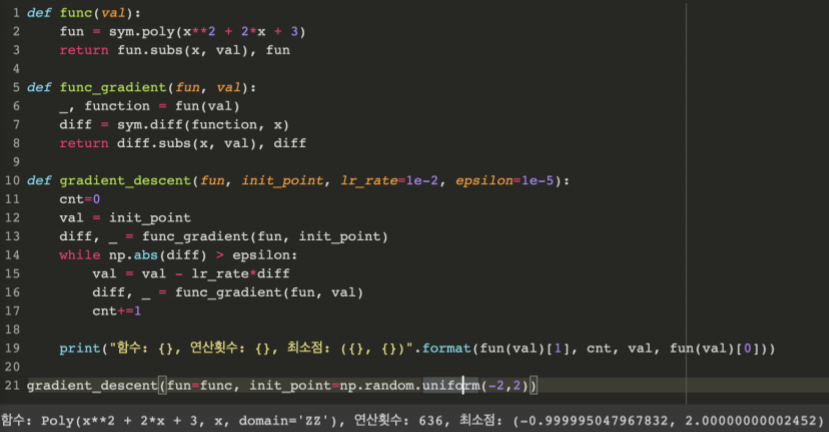 1 def func(val):
2     fun = sym.poly(x**2 + 2*x + 3)
3     return fun.subs(x, val), fun
4
5 def func_gradient(fun, val):
6     _, function = fun(val)
7     diff = sym.diff(function, x)
8     return diff.subs(x, val), diff
9
10 def gradient_descent(fun, init_point, lr_rate=1e-2, epsilon=1e-5):
11     cnt=0
12     val = init_point
13     diff, _ = func_gradient(fun, init_point)
14     while np.abs(diff) > epsilon:
15         val = val - lr_rate*diff
16         diff, _ = func_gradient(fun, val)
17         cnt+=1
18
19     print("함수: {}, 연산횟수: {}, 최소점: ({}, {})".format(fun(val)[1], cnt, val, fun(val)[0]))
20
21 gradient_descent(fun=func, init_point=np.random.uniform(-2,2))
함수: Poly(x**2 + 2*x + 3, x, domain='ZZ'), 연산횟수: 636, 최소점: (-0.999995047967832, 2.00000000002452)